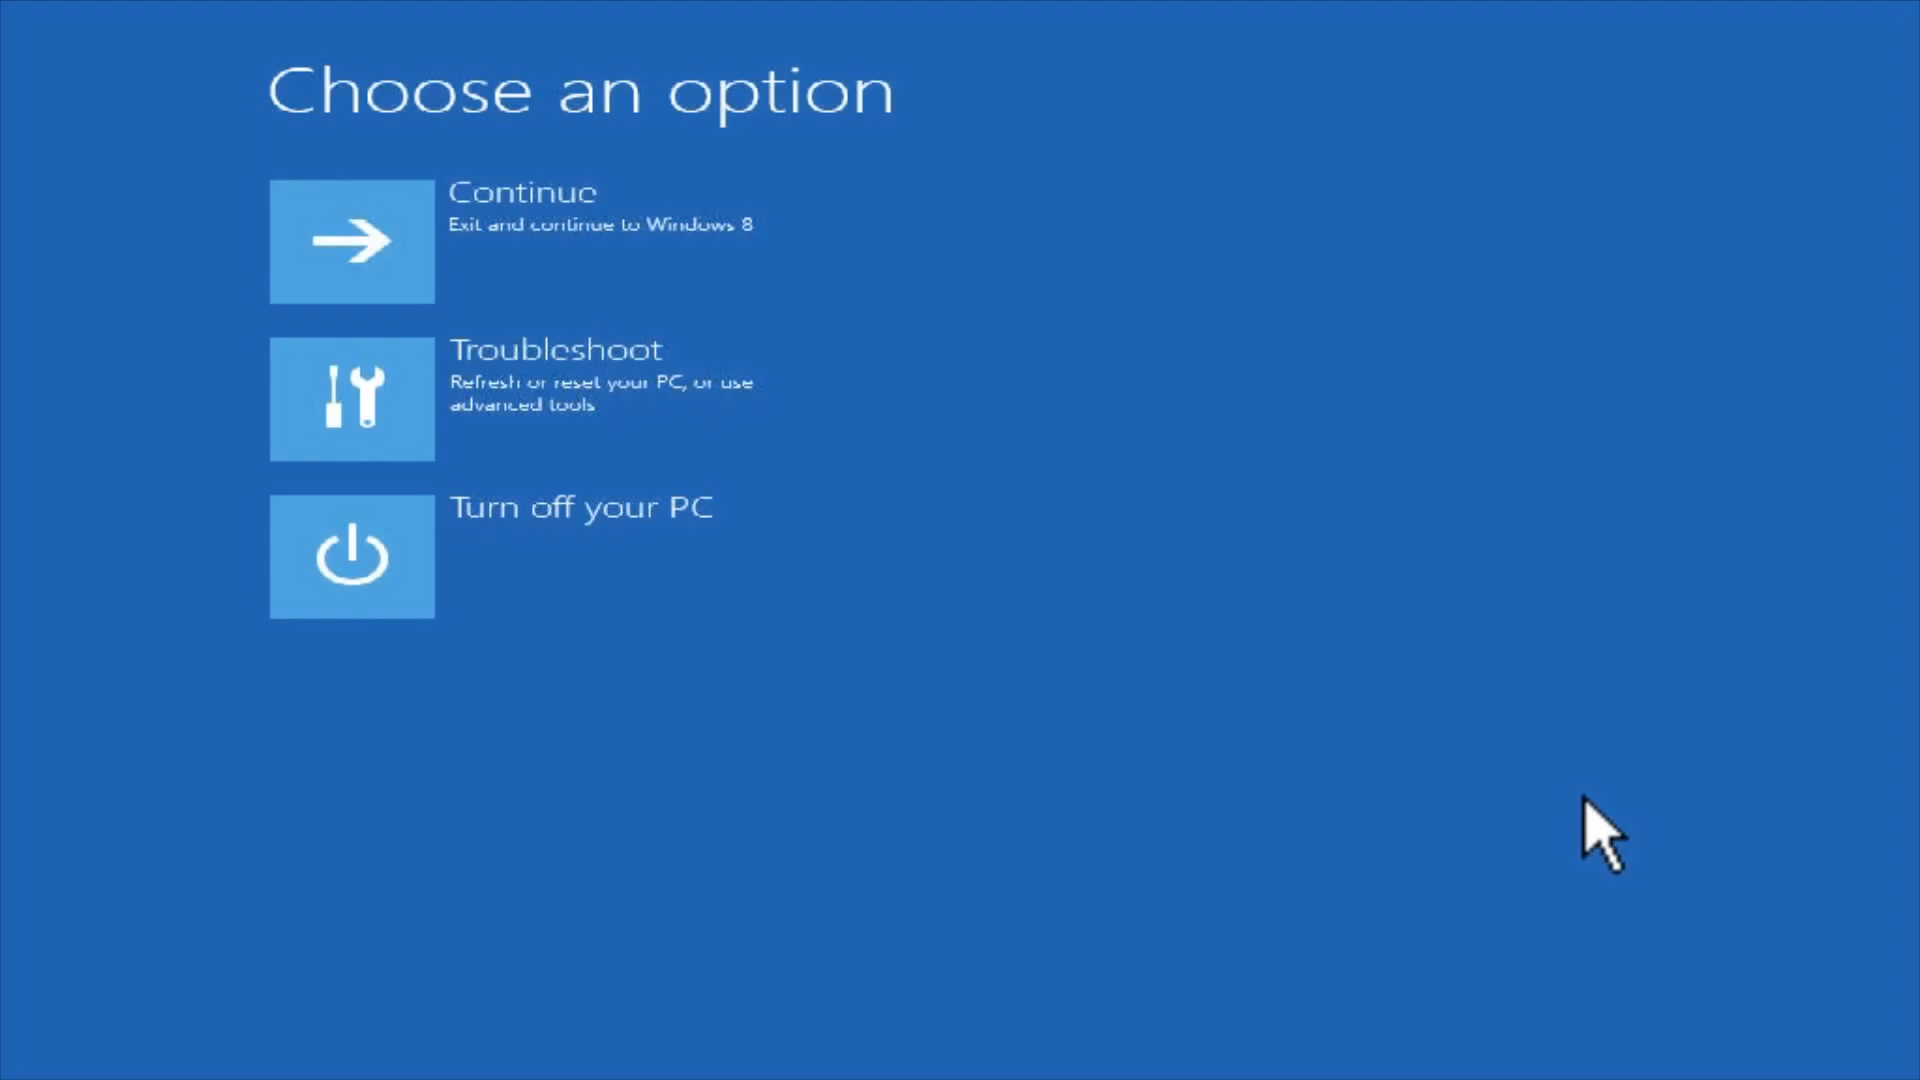 Choose an option
Continue
Exit and continue to Windows 8
Troubleshoot
Refresh or reset your PC, or use
advanced tools
Turn off your PC